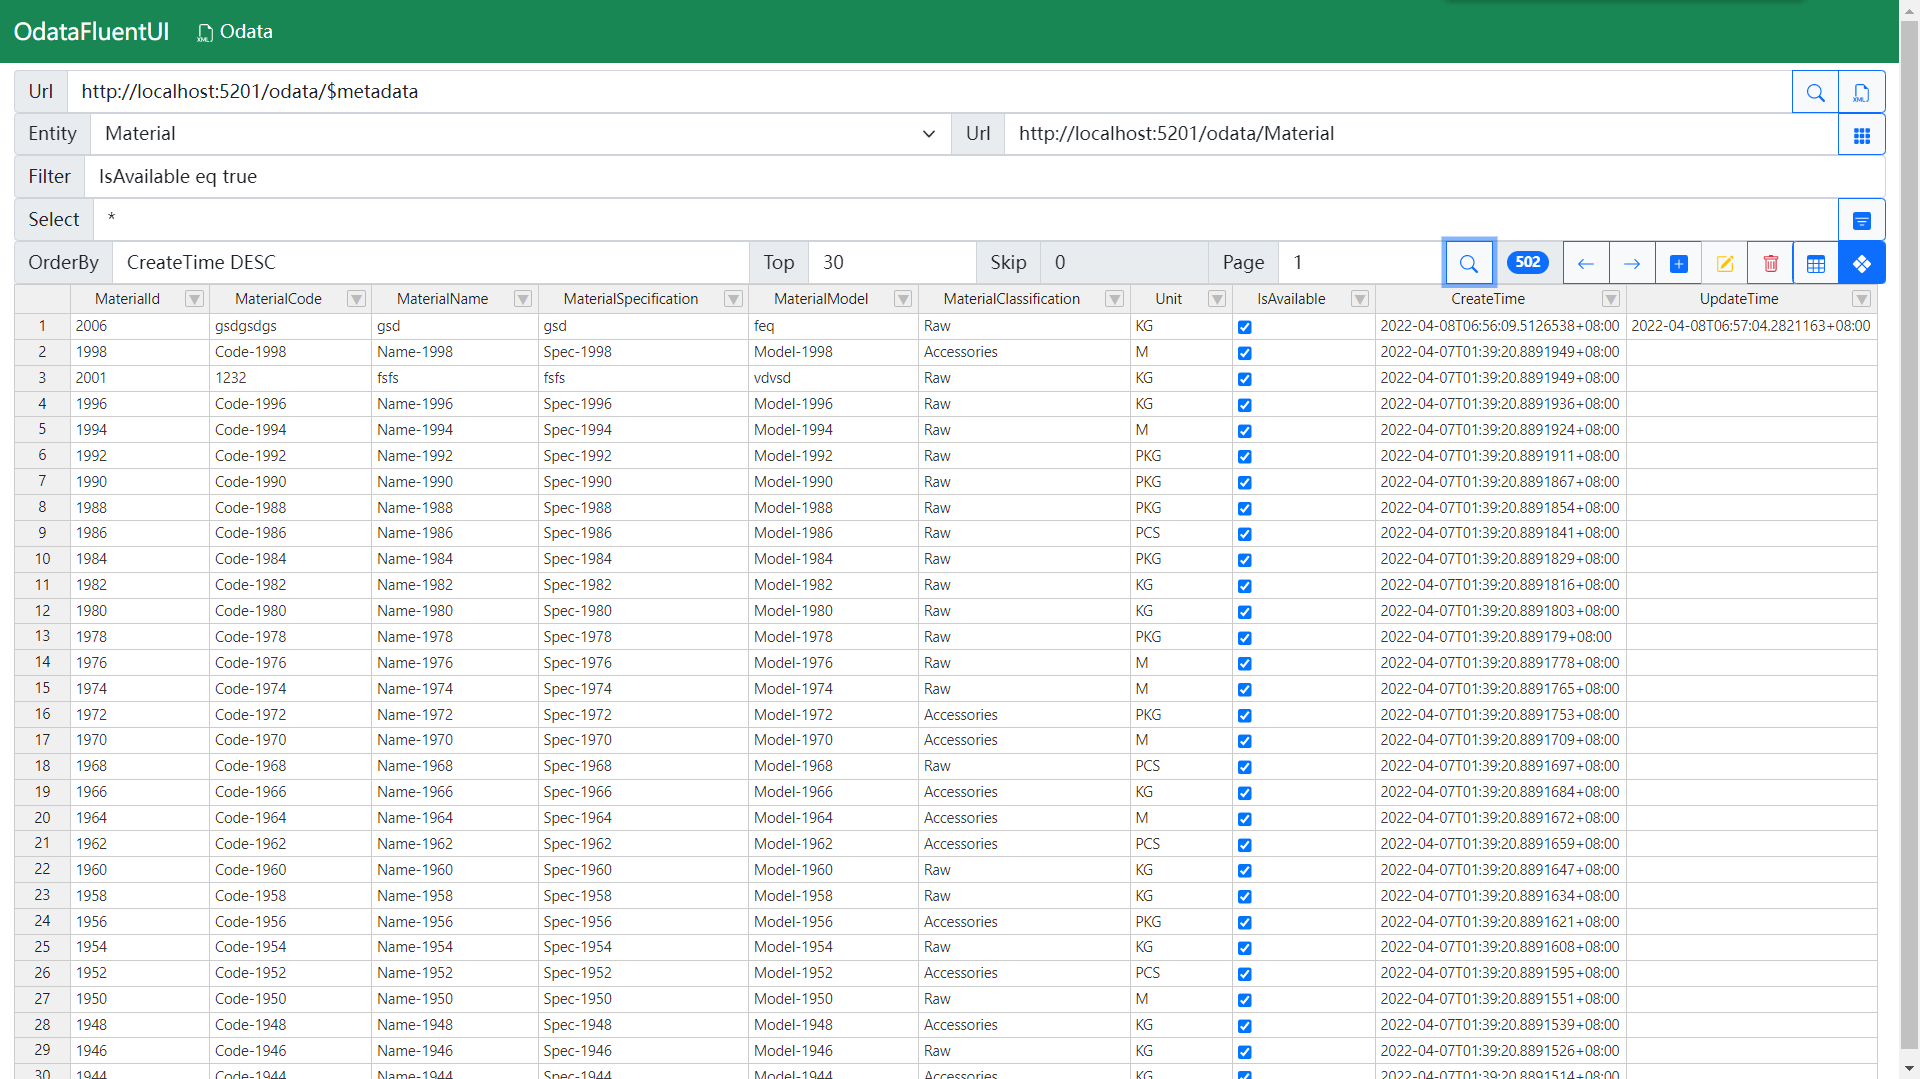 OdataFluentUI Odata
Url http://localhost:5201/odata/$metadata
Entity Material Url http://localhost:5201/odata/Material
Filter IsAvailable eq true
Select *
OrderBy CreateTime DESC Top 30 Skip 0 Page 1 502
MaterialId MaterialCode MaterialName MaterialSpecification MaterialModel MaterialClassification Unit IsAvailable CreateTime UpdateTime
1 2006 gsdgsdgs gsd gsd feq Raw KG 2022-04-08T06:56:09.5126538+08:00 2022-04-08T06:57:04.2821163+08:00
2 1998 Code-1998 Name-1998 Spec-1998 Model-1998 Accessories M 2022-04-07T01:39:20.8891949+08:00
3 2001 1232 fsfs fsfs vdvsd Raw KG 2022-04-07T01:39:20.8891949+08:00
4 1996 Code-1996 Name-1996 Spec-1996 Model-1996 Raw KG 2022-04-07T01:39:20.8891936+08:00
5 1994 Code-1994 Name-1994 Spec-1994 Model-1994 Raw M 2022-04-07T01:39:20.8891924+08:00
6 1992 Code-1992 Name-1992 Spec-1992 Model-1992 Raw PKG 2022-04-07T01:39:20.8891911+08:00
7 1990 Code-1990 Name-1990 Spec-1990 Model-1990 Raw PKG 2022-04-07T01:39:20.8891867+08:00
8 1988 Code-1988 Name-1988 Spec-1988 Model-1988 Raw PKG 2022-04-07T01:39:20.8891854+08:00
9 1986 Code-1986 Name-1986 Spec-1986 Model-1986 Raw PCS 2022-04-07T01:39:20.8891841+08:00
10 1984 Code-1984 Name-1984 Spec-1984 Model-1984 Raw PKG 2022-04-07T01:39:20.8891829+08:00
11 1982 Code-1982 Name-1982 Spec-1982 Model-1982 Raw KG 2022-04-07T01:39:20.8891816+08:00
12 1980 Code-1980 Name-1980 Spec-1980 Model-1980 Raw KG 2022-04-07T01:39:20.8891803+08:00
13 1978 Code-1978 Name-1978 Spec-1978 Model-1978 Raw PKG 2022-04-07T01:39:20.889179+08:00
14 1976 Code-1976 Name-1976 Spec-1976 Model-1976 Raw M 2022-04-07T01:39:20.8891778+08:00
15 1974 Code-1974 Name-1974 Spec-1974 Model-1974 Raw M 2022-04-07T01:39:20.8891765+08:00
16 1972 Code-1972 Name-1972 Spec-1972 Model-1972 Accessories PKG 2022-04-07T01:39:20.8891753+08:00
17 1970 Code-1970 Name-1970 Spec-1970 Model-1970 Accessories M 2022-04-07T01:39:20.8891709+08:00
18 1968 Code-1968 Name-1968 Spec-1968 Model-1968 Raw PCS 2022-04-07T01:39:20.8891697+08:00
19 1966 Code-1966 Name-1966 Spec-1966 Model-1966 Accessories KG 2022-04-07T01:39:20.8891684+08:00
20 1964 Code-1964 Name-1964 Spec-1964 Model-1964 Accessories M 2022-04-07T01:39:20.8891672+08:00
21 1962 Code-1962 Name-1962 Spec-1962 Model-1962 Accessories PCS 2022-04-07T01:39:20.8891659+08:00
22 1960 Code-1960 Name-1960 Spec-1960 Model-1960 Raw KG 2022-04-07T01:39:20.8891647+08:00
23 1958 Code-1958 Name-1958 Spec-1958 Model-1958 Raw KG 2022-04-07T01:39:20.8891634+08:00
24 1956 Code-1956 Name-1956 Spec-1956 Model-1956 Accessories PKG 2022-04-07T01:39:20.8891621+08:00
25 1954 Code-1954 Name-1954 Spec-1954 Model-1954 Raw KG 2022-04-07T01:39:20.8891608+08:00
26 1952 Code-1952 Name-1952 Spec-1952 Model-1952 Accessories PCS 2022-04-07T01:39:20.8891595+08:00
27 1950 Code-1950 Name-1950 Spec-1950 Model-1950 Raw M 2022-04-07T01:39:20.8891551+08:00
28 1948 Code-1948 Name-1948 Spec-1948 Model-1948 Accessories KG 2022-04-07T01:39:20.8891539+08:00
29 1946 Code-1946 Name-1946 Spec-1946 Model-1946 Raw KG 2022-04-07T01:39:20.8891526+08:00
30 1944 Code-1944 Name-1944 Spec-1944 Model-1944 Accessories KG 2022-04-07T01:39:20.8891514+08:00